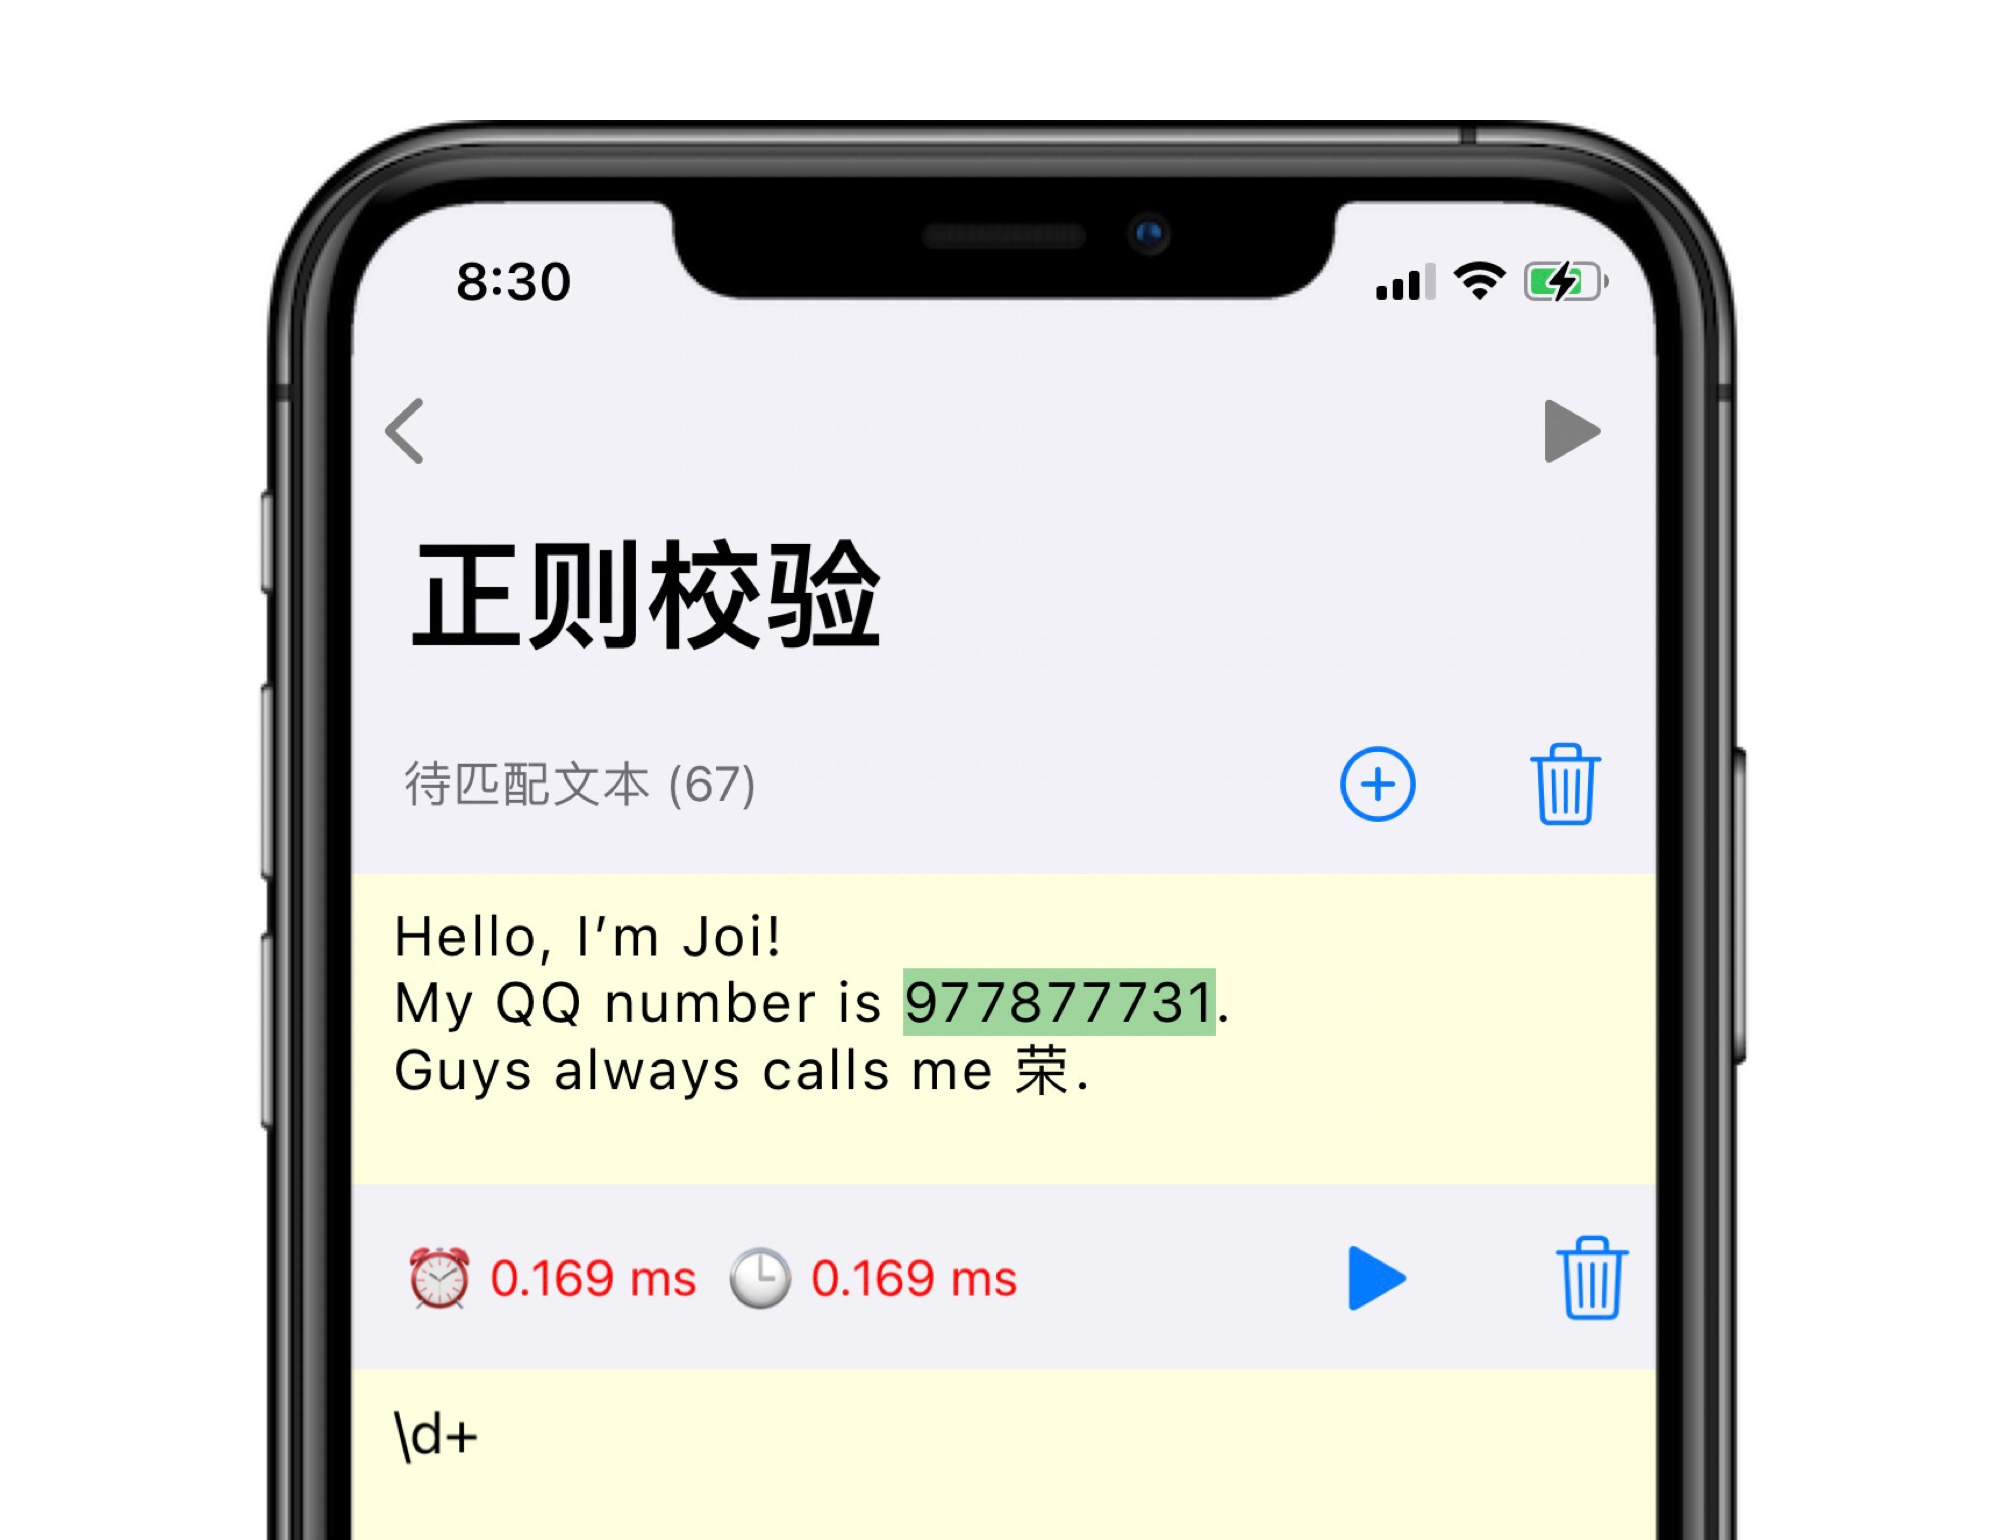 8:30
正则校验
待匹配文本 (67)
Hello, I’m Joi!
My QQ number is 977877731.
Guys always calls me 荣.
0.169 ms 0.169 ms
\d+